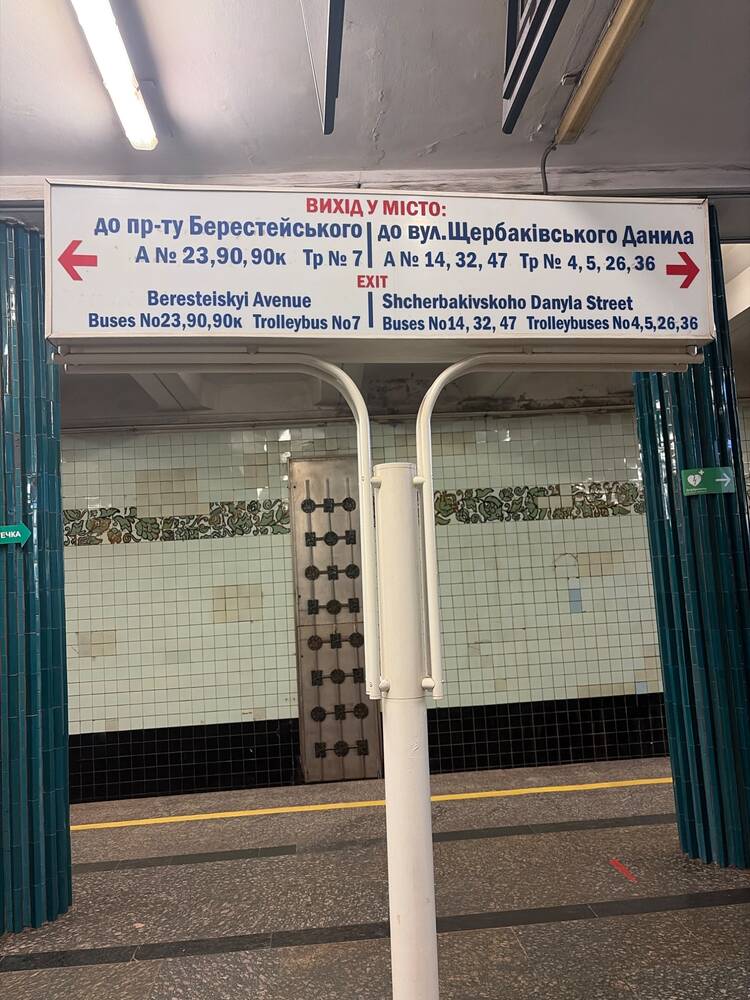 ВИХІД У МІСТО:
до пр-ту Берестейського
А № 23,90,90к Тр № 7
до вул.Щербаківського Данила
А № 14, 32, 47 Тр № 4, 5, 26, 36
EXIT
Beresteiskyi Avenue
Buses No23,90,90к Trolleybus No7
Shcherbakivskoho Danyla Street
Buses No14, 32, 47 Trolleybuses No4,5,26,36